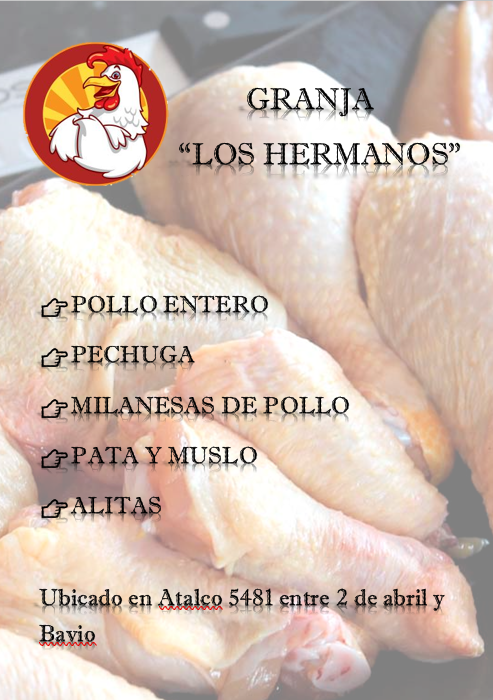 GRANJA
“LOS HERMANOS”
POLLO ENTERO
PECHUGA
MILANESAS DE POLLO
PATA Y MUSLO
ALITAS
Ubicado en Atalco 5481 entre 2 de abril y
Bavio